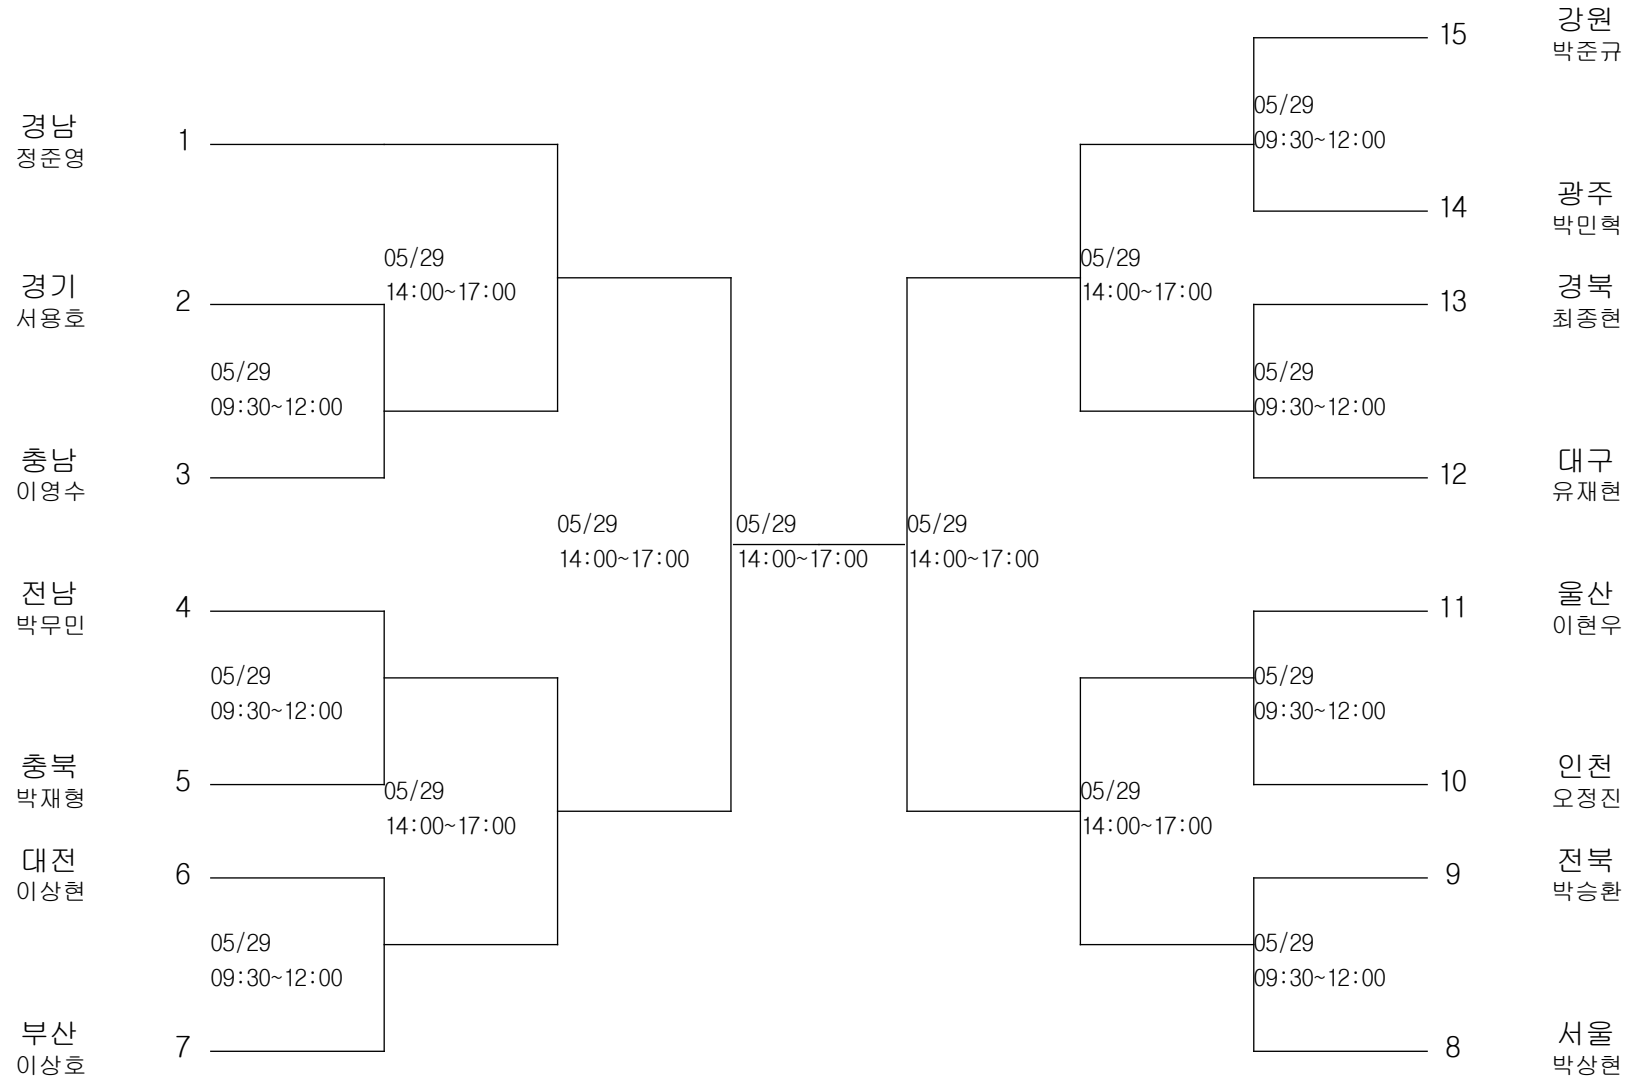 강원
15
박준규
05/29
09:30~12:00
경남
1
정준영
광주
14
박민혁
05/29
14:00~17:00
05/29
14:00~17:00
경기
2
서용호
경북
13
최종현
05/29
09:30~12:00
05/29
09:30~12:00
충남
3
이영수
대구
12
유재현
05/29
14:00~17:00
05/29
14:00~17:00
05/29
14:00~17:00
전남
4
박무민
울산
11
이현우
05/29
09:30~12:00
05/29
09:30~12:00
충북
5
박재형
인천
10
오정진
05/29
14:00~17:00
05/29
14:00~17:00
대전
6
이상현
전북
9
박승환
05/29
09:30~12:00
05/29
09:30~12:00
부산
7
이상호
서울
8
박상현